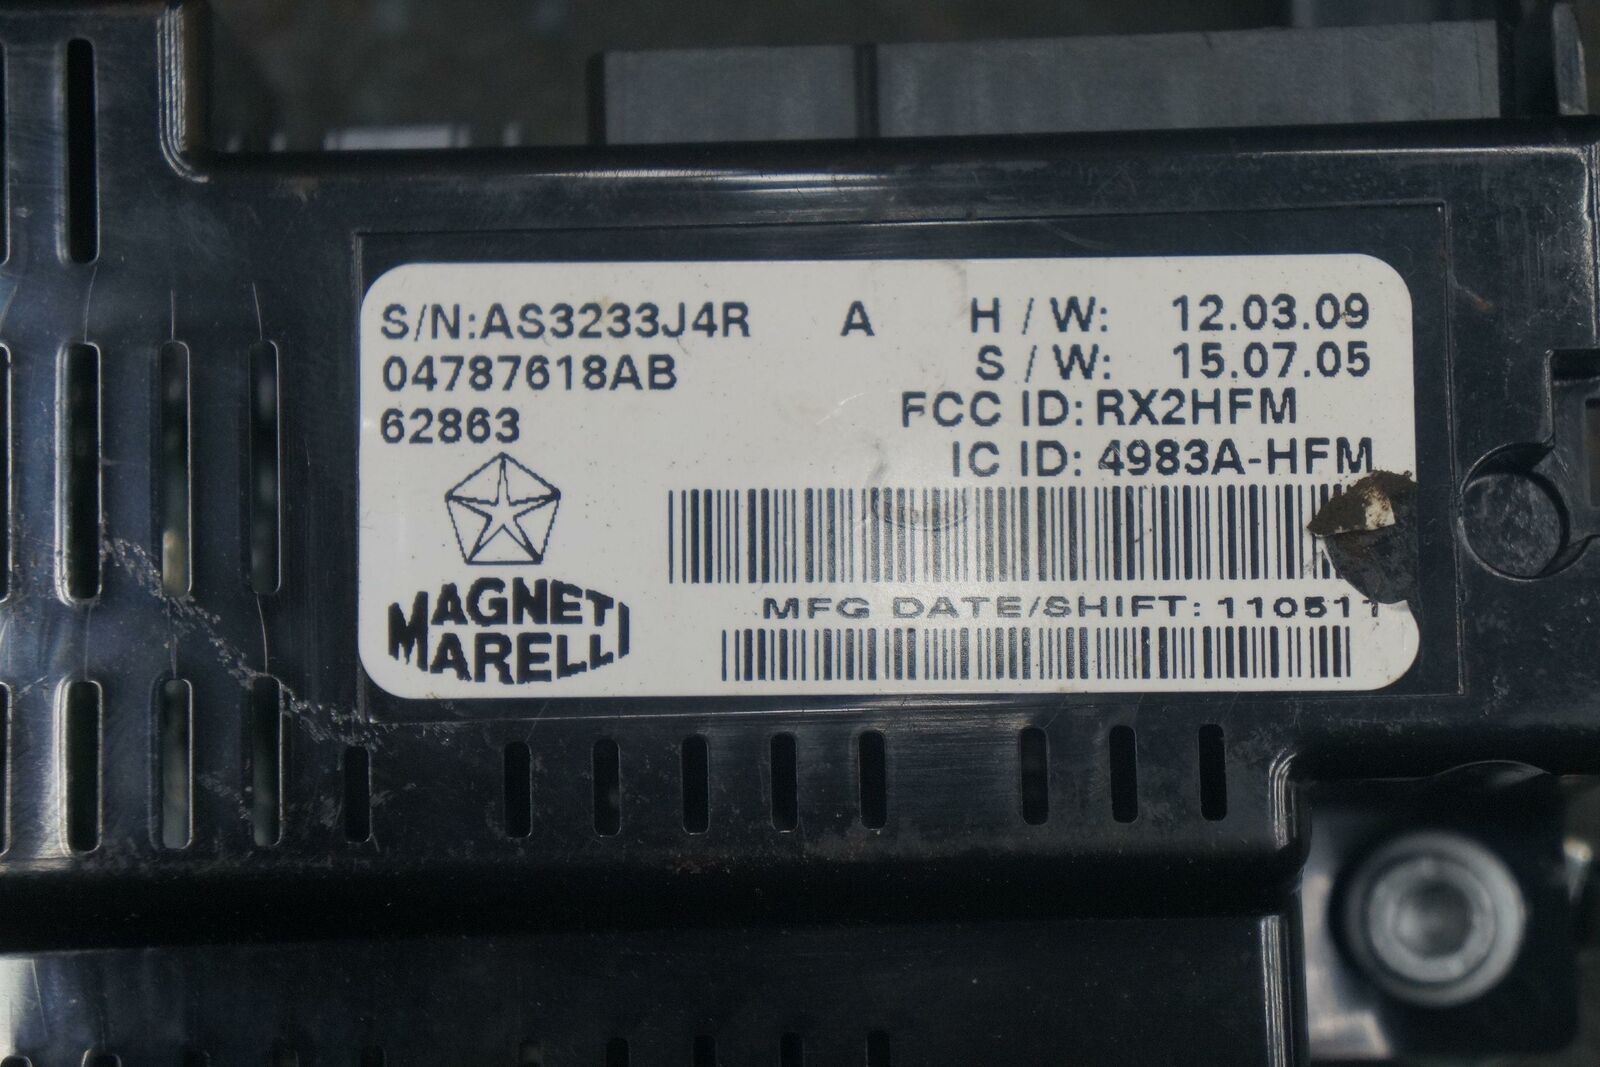 S/N:AS3233J4R A H / W: 12.03.09
04787618AB S / W: 15.07.05
62863 FCC ID: RX2HFM
IC ID: 4983A-HFM
MAGNETI
MARELLI
MFG DATE/SHIFT: 110511